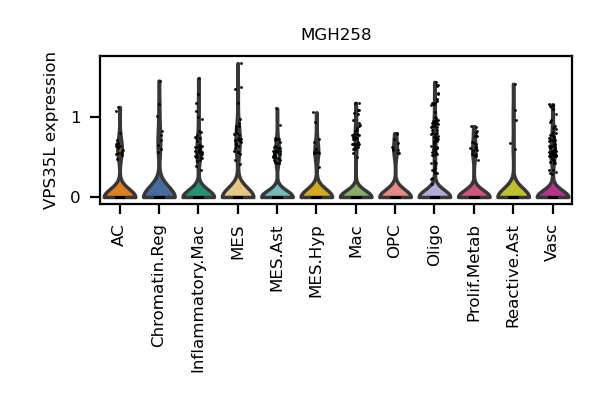 MGH258
VPS35L expression
1
0
AC
Chromatin.Reg
Inflammatory.Mac
MES
MES.Ast
MES.Hyp
Mac
OPC
Oligo
Prolif.Metab
Reactive.Ast
Vasc